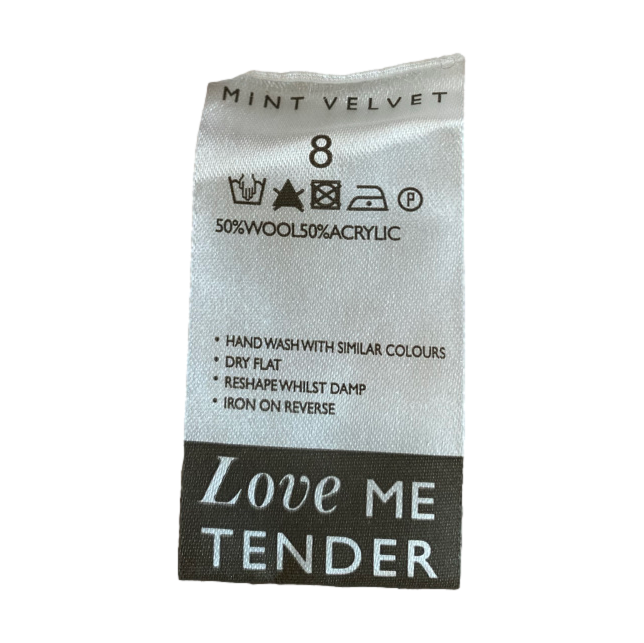 MINT VELVET
8
P
50%WOOL50%ACRYLIC
• HAND WASH WITH SIMILAR COLOURS
• DRY FLAT
• RESHAPE WHILST DAMP
• IRON ON REVERSE
Love ME
TENDER